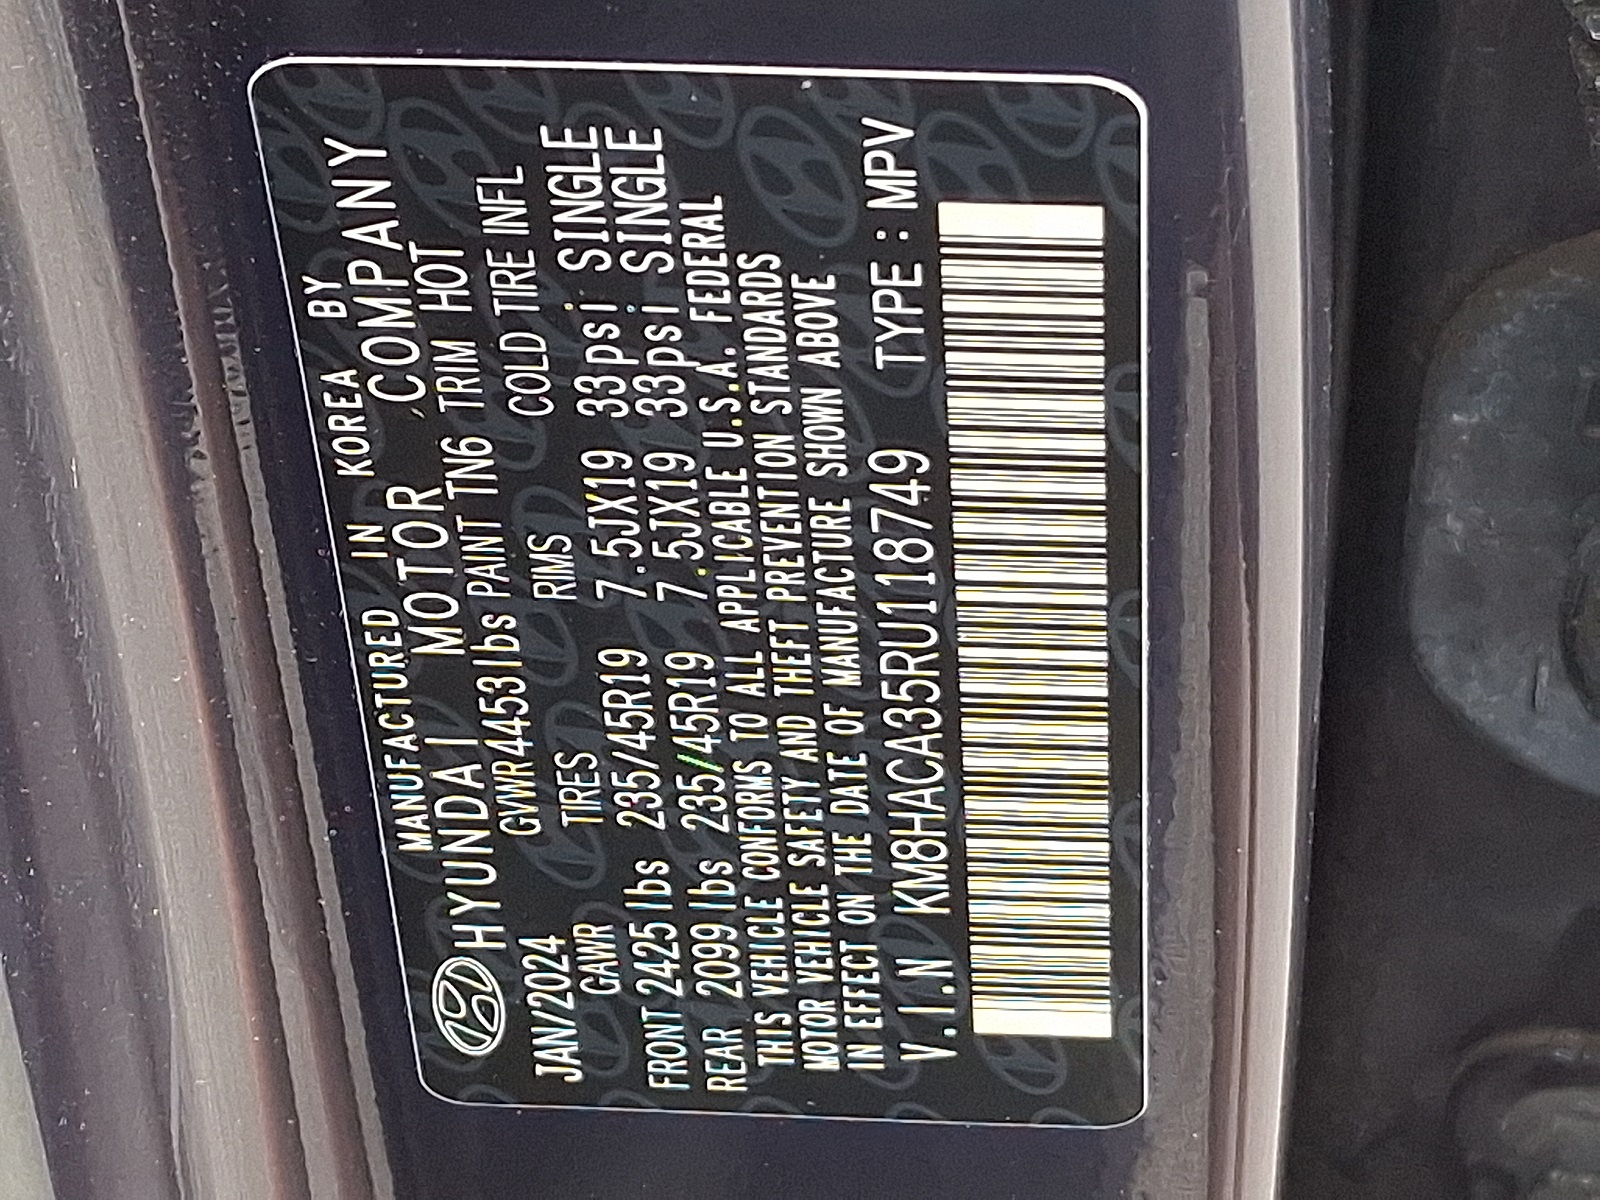 MANUFACTURED IN KOREA BY
HYUNDAI MOTOR COMPANY
JAN/2024 GVWR4453lbs PAINT TN6 TRIM HOT
GAWR TIRES RIMS COLD TIRE INFL
FRONT 2425lbs 235/45R19 7.5JX19 33psi SINGLE
REAR 2099lbs 235/45R19 7.5JX19 33psi SINGLE
THIS VEHICLE CONFORMS TO ALL APPLICABLE U.S.A. FEDERAL
MOTOR VEHICLE SAFETY AND THEFT PREVENTION STANDARDS
IN EFFECT ON THE DATE OF MANUFACTURE SHOWN ABOVE
V.I.N KM8HACA35RU118749 TYPE : MPV